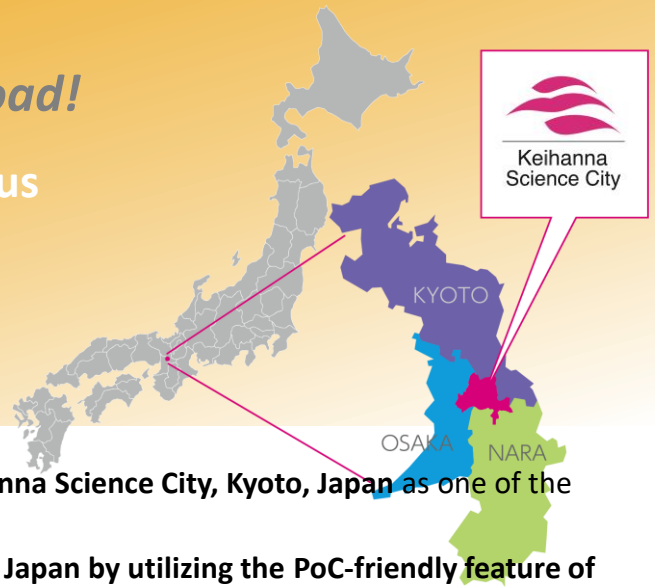 oad!
us
Keihanna
Science City
KYOTO
OSAKA
NARA
nna Science City, Kyoto, Japan as one of the
Japan by utilizing the PoC-friendly feature of